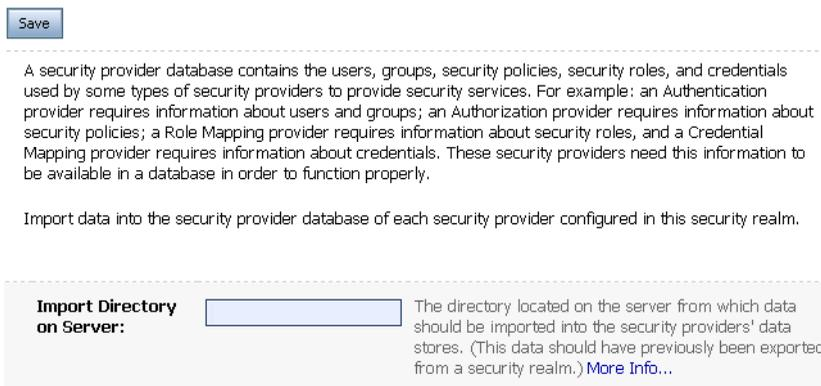 Save
A security provider database contains the users, groups, security policies, security roles, and credentials
used by some types of security providers to provide security services. For example: an Authentication
provider requires information about users and groups; an Authorization provider requires information about
security policies; a Role Mapping provider requires information about security roles, and a Credential
Mapping provider requires information about credentials. These security providers need this information to
be available in a database in order to function properly.
Import data into the security provider database of each security provider configured in this security realm.
Import Directory
on Server:
The directory located on the server from which data
should be imported into the security providers' data
stores. (This data should have previously been exported
from a security realm.) More Info...